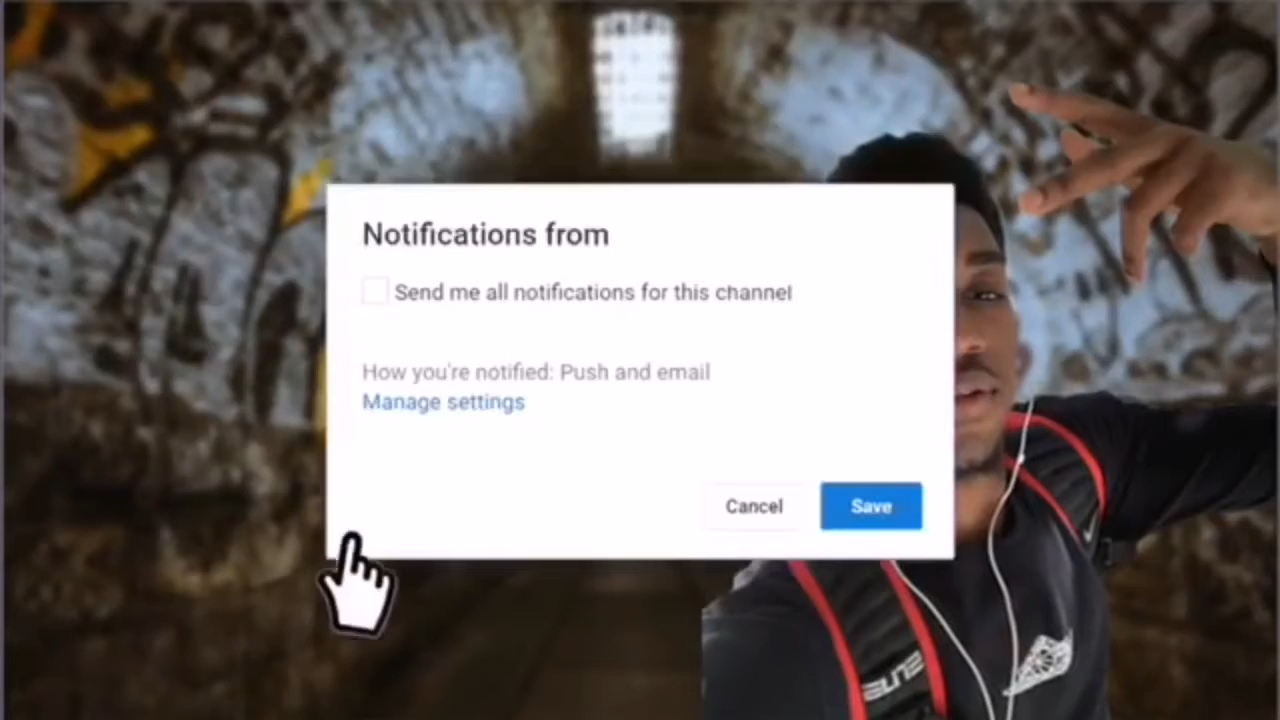 Notifications from
Send me all notifications for this channel
How you're notified: Push and email
Manage settings
Cancel
Save